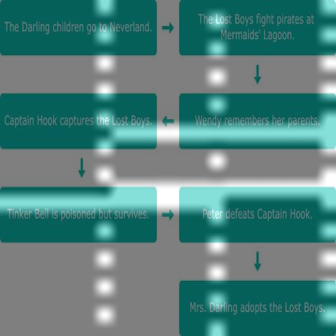 The Darling children go to Neverland.
The Lost Boys fight pirates at
Mermaids' Lagoon.
Captain Hook captures the Lost Boys.
Wendy remembers her parents.
Tinker Bell is poisoned but survives.
Peter defeats Captain Hook.
Mrs. Darling adopts the Lost Boys.